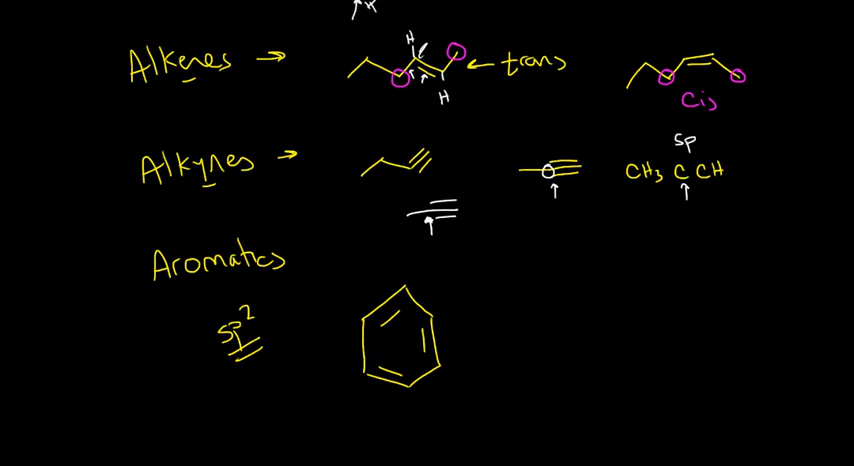 H
Alkenes → H ← trans
H
Cis
sp
Alkynes → CH3 C CH
Aromatics
sp2